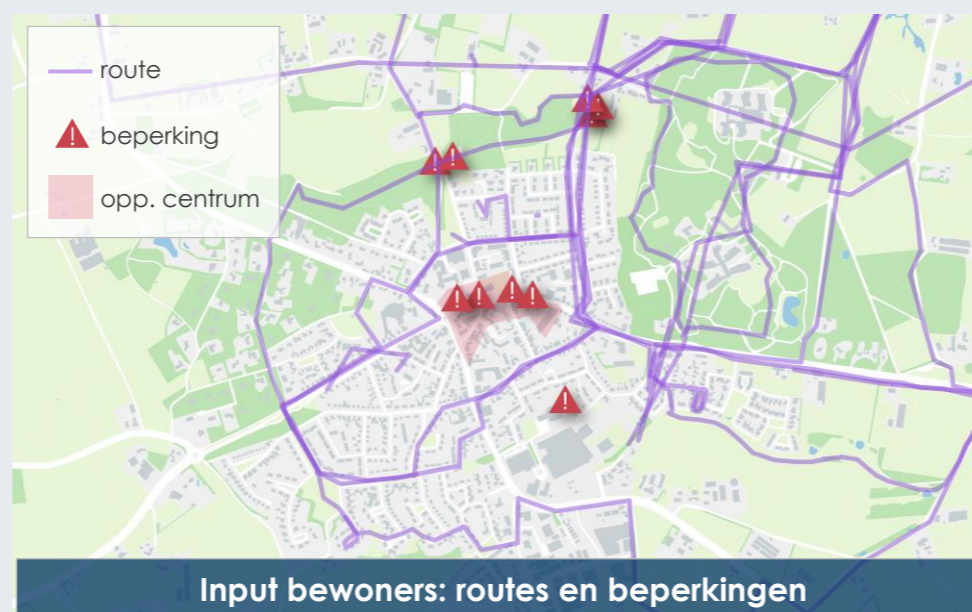 route
beperking
opp. centrum
Input bewoners: routes en beperkingen